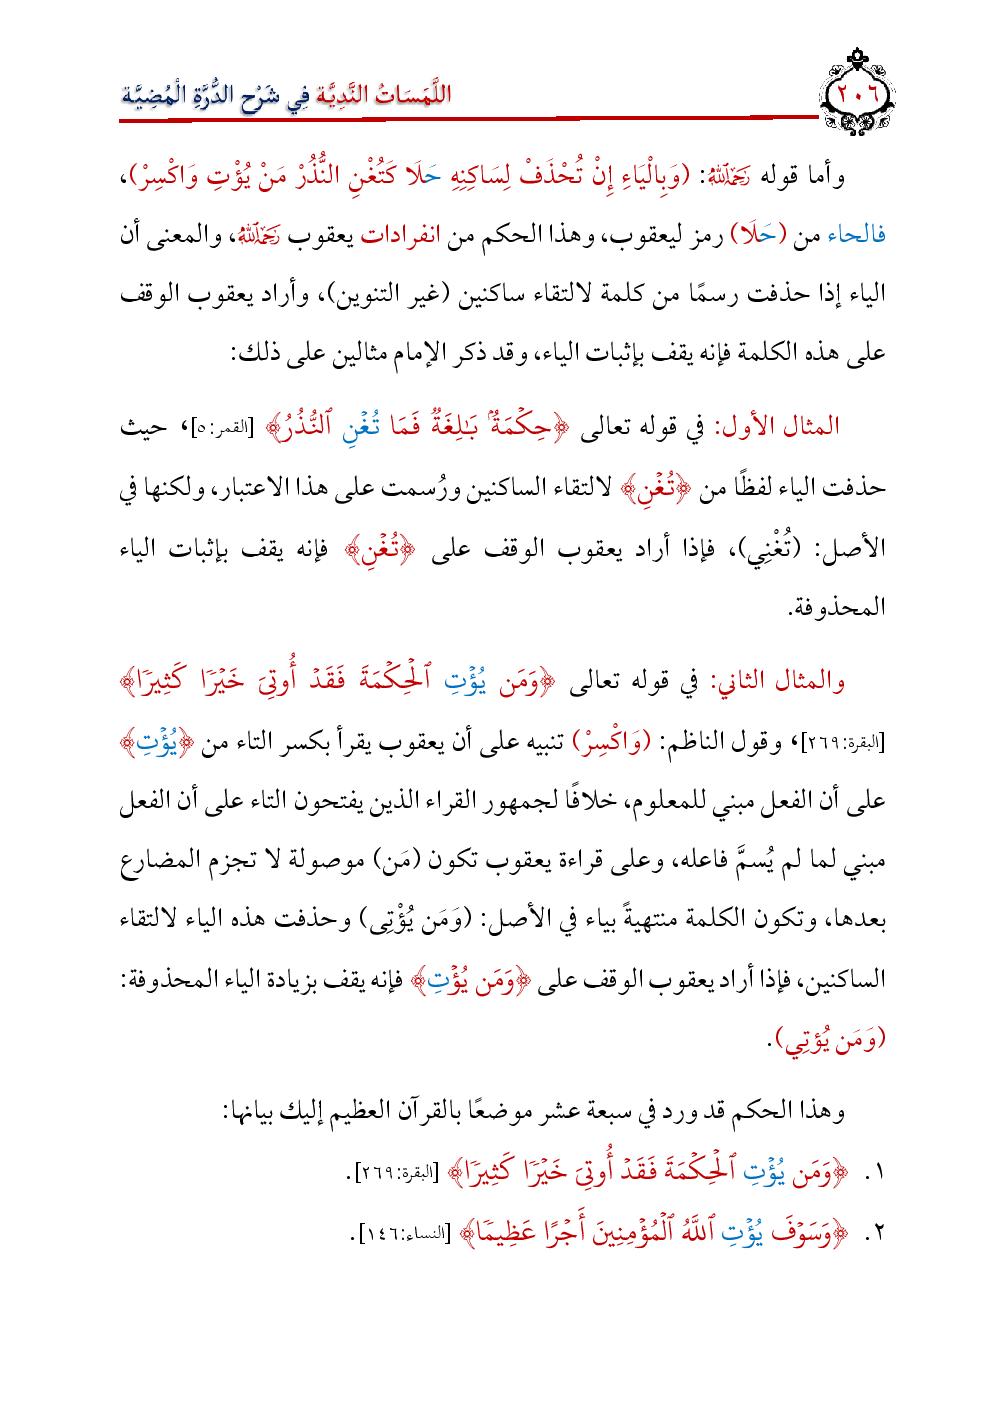 ٢٠٦
اللَّمَسَاتُ النَّدِيَّة فِي شَرْح الدُّرَّةِ الْمُضِيَّة
وأما قوله رَحِمَهُ ٱللَّهُ: (وَبِالْيَاءِ إِنْ تُحْذَفْ لِسَاكِنِهِ حَلَا كَتُغْنِ النُّذُرْ مَنْ يُؤْتِ وَاكْسِرْ)،
فالحاء من (حَلَا) رمز ليعقوب، وهذا الحكم من انفرادات يعقوب رَحِمَهُ ٱللَّهُ، والمعنى أن
الياء إذا حذفت رسمًا من كلمة لالتقاء ساكنين (غير التنوين)، وأراد يعقوب الوقف
على هذه الكلمة فإنه يقف بإثبات الياء، وقد ذكر الإمام مثالين على ذلك:
المثال الأول: في قوله تعالى ﴿حِكۡمَةُۢ بَٰلِغَةٞ فَمَا تُغۡنِ ٱلنُّذُرُ﴾ [القمر:٥]، حيث
حذفت الياء لفظًا من ﴿تُغۡنِ﴾ لالتقاء الساكنين ورُسمت على هذا الاعتبار، ولكنها في
الأصل: (تُغْنِي)، فإذا أراد يعقوب الوقف على ﴿تُغۡنِ﴾ فإنه يقف بإثبات الياء
المحذوفة.
والمثال الثاني: في قوله تعالى ﴿وَمَن يُؤۡتِ ٱلۡحِكۡمَةَ فَقَدۡ أُوتِيَ خَيۡرٗا كَثِيرٗا﴾
[البقرة:٢٦٩]، وقول الناظم: (وَاكْسِرْ) تنبيه على أن يعقوب يقرأ بكسر التاء من ﴿يُؤۡتِ﴾
على أن الفعل مبني للمعلوم، خلافًا لجمهور القراء الذين يفتحون التاء على أن الفعل
مبني لما لم يُسمَّ فاعله، وعلى قراءة يعقوب تكون (مَن) موصولة لا تجزم المضارع
بعدها، وتكون الكلمة منتهيةً بياء في الأصل: (وَمَن يُؤْتِى) وحذفت هذه الياء لالتقاء
الساكنين، فإذا أراد يعقوب الوقف على ﴿وَمَن يُؤۡتِ﴾ فإنه يقف بزيادة الياء المحذوفة:
(وَمَن يُؤتِي).
وهذا الحكم قد ورد في سبعة عشر موضعًا بالقرآن العظيم إليك بيانها:
١. ﴿وَمَن يُؤۡتِ ٱلۡحِكۡمَةَ فَقَدۡ أُوتِيَ خَيۡرٗا كَثِيرٗا﴾ [البقرة:٢٦٩].
٢. ﴿وَسَوۡفَ يُؤۡتِ ٱللَّهُ ٱلۡمُؤۡمِنِينَ أَجۡرًا عَظِيمٗا﴾ [النساء:١٤٦].